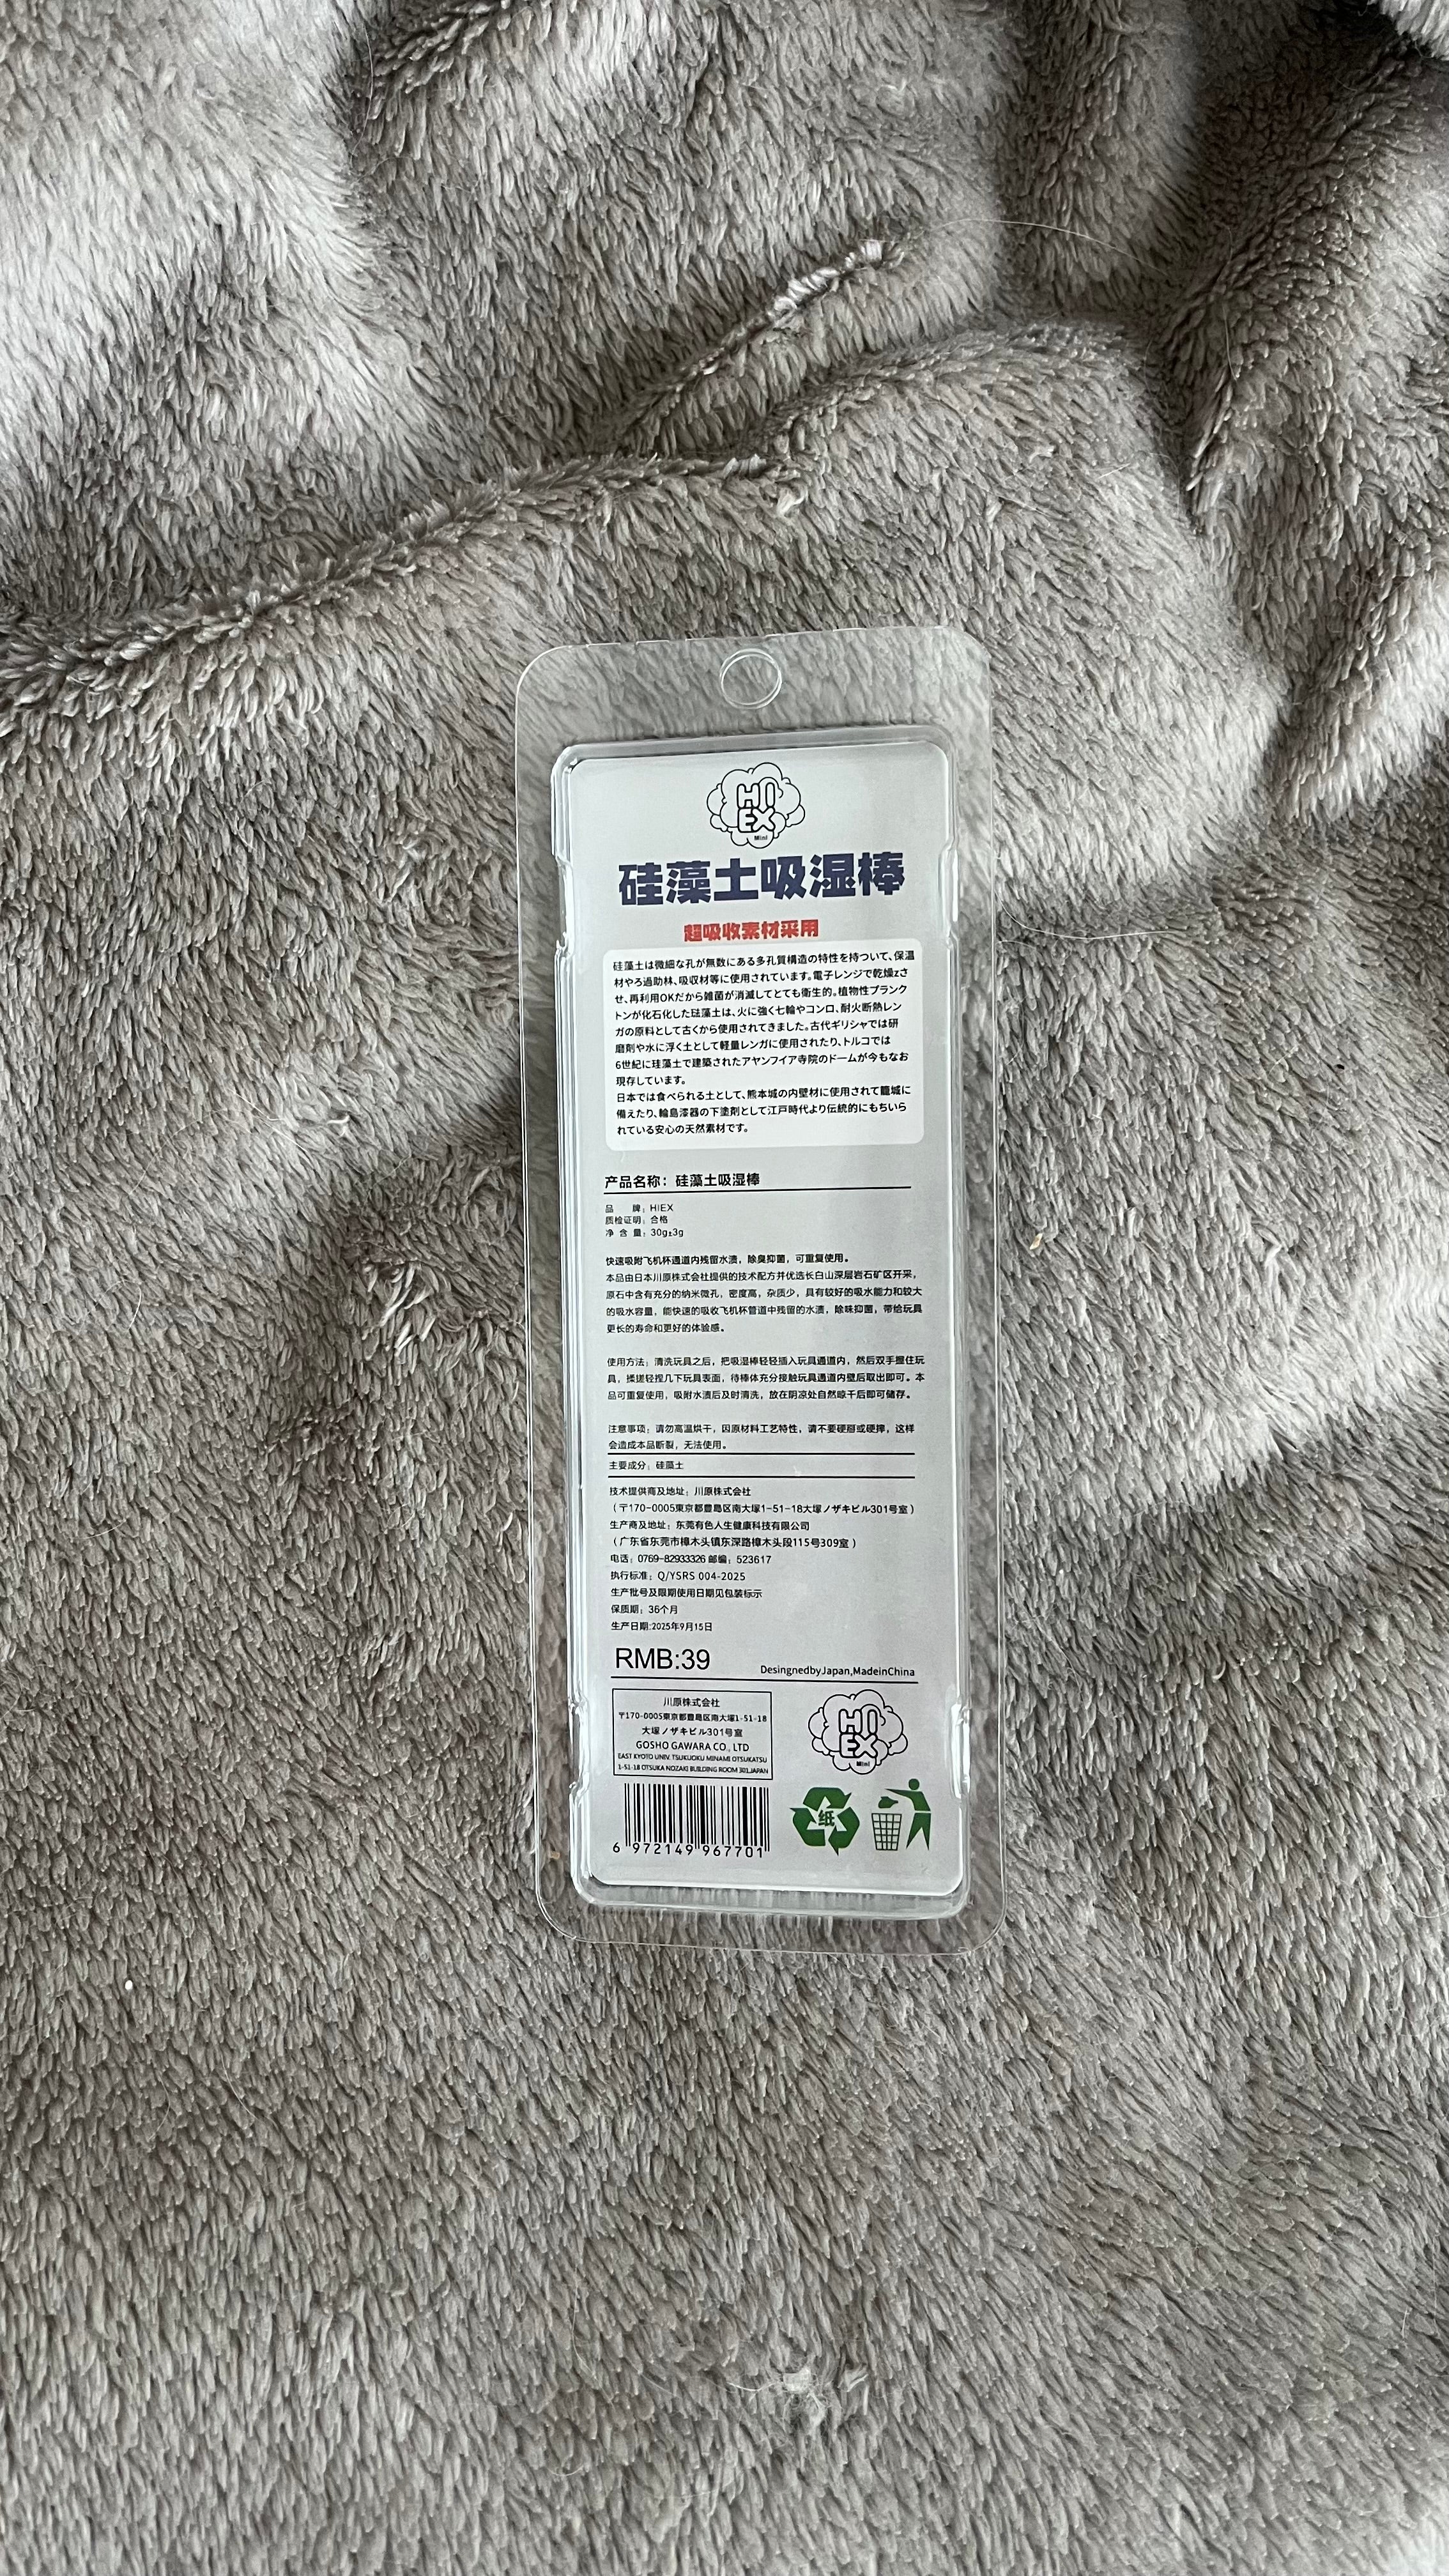 HIEX
Mini
硅藻土吸湿棒
超吸收素材采用
硅藻土は微細な孔が無数にある多孔質構造の特性を持ついて、保温
材やろ過助林、吸収材等に使用されています。電子レンジで乾燥zさ
せ、再利用OKだから雑菌が消滅してとても衛生的。植物性プランク
トンが化石化した珪藻土は、火に強く七輪やコンロ、耐火断熱レン
ガの原料として古くから使用されてきました。古代ギリシャでは研
磨剤や水に浮く土として軽量レンガに使用されたり、トルコでは
6世紀に珪藻土で建築されたアヤンフイア寺院のドームが今もなお
現存しています。
日本では食べられる土として、熊本城の内壁材に使用されて籠城に
備えたり、輪島漆器の下塗剤として江戸時代より伝統的にもちいら
れている安心の天然素材です。
产品名称：硅藻土吸湿棒
品 牌：HIEX
质检证明：合格
净 含 量：30g±3g
快速吸附飞机杯通道内残留水渍，除臭抑菌，可重复使用。
本品由日本川原株式会社提供的技术配方并优选长白山深层岩石矿区开采，
原石中含有充分的纳米微孔，密度高，杂质少，具有较好的吸水能力和较大
的吸水容量，能快速的吸收飞机杯管道中残留的水渍，除味抑菌，带给玩具
更长的寿命和更好的体验感。
使用方法：清洗玩具之后，把吸湿棒轻轻插入玩具通道内，然后双手握住玩
具，揉搓轻捏几下玩具表面，待棒体充分接触玩具通道内壁后取出即可。本
品可重复使用，吸附水渍后及时清洗，放在阴凉处自然晾干后即可储存。
注意事项：请勿高温烘干，因原材料工艺特性，请不要硬掰或硬摔，这样
会造成本品断裂，无法使用。
主要成分：硅藻土
技术提供商及地址：川原株式会社
（〒170-0005東京都豊島区南大塚1-51-18大塚ノザキビル301号室）
生产商及地址：东莞有色人生健康科技有限公司
（广东省东莞市樟木头镇东深路樟木头段115号309室）
电话：0769-82933326 邮编：523617
执行标准：Q/YSRS 004-2025
生产批号及限期使用日期见包装标示
保质期：36个月
生产日期:2025年9月15日
RMB:39
DesingnedbyJapan,MadeinChina
川原株式会社
〒170-0005東京都豊島区南大塚1-51-18
大塚ノザキビル301号室
GOSHO GAWARA CO., LTD
EAST KYOTO UNIV. TSUKUOKU MINAMI OTSUKATSU
1-51-18 OTSUKA NOZAKI BUILDING ROOM 301,JAPAN
HIEX
Mini
纸
6 972149 967701